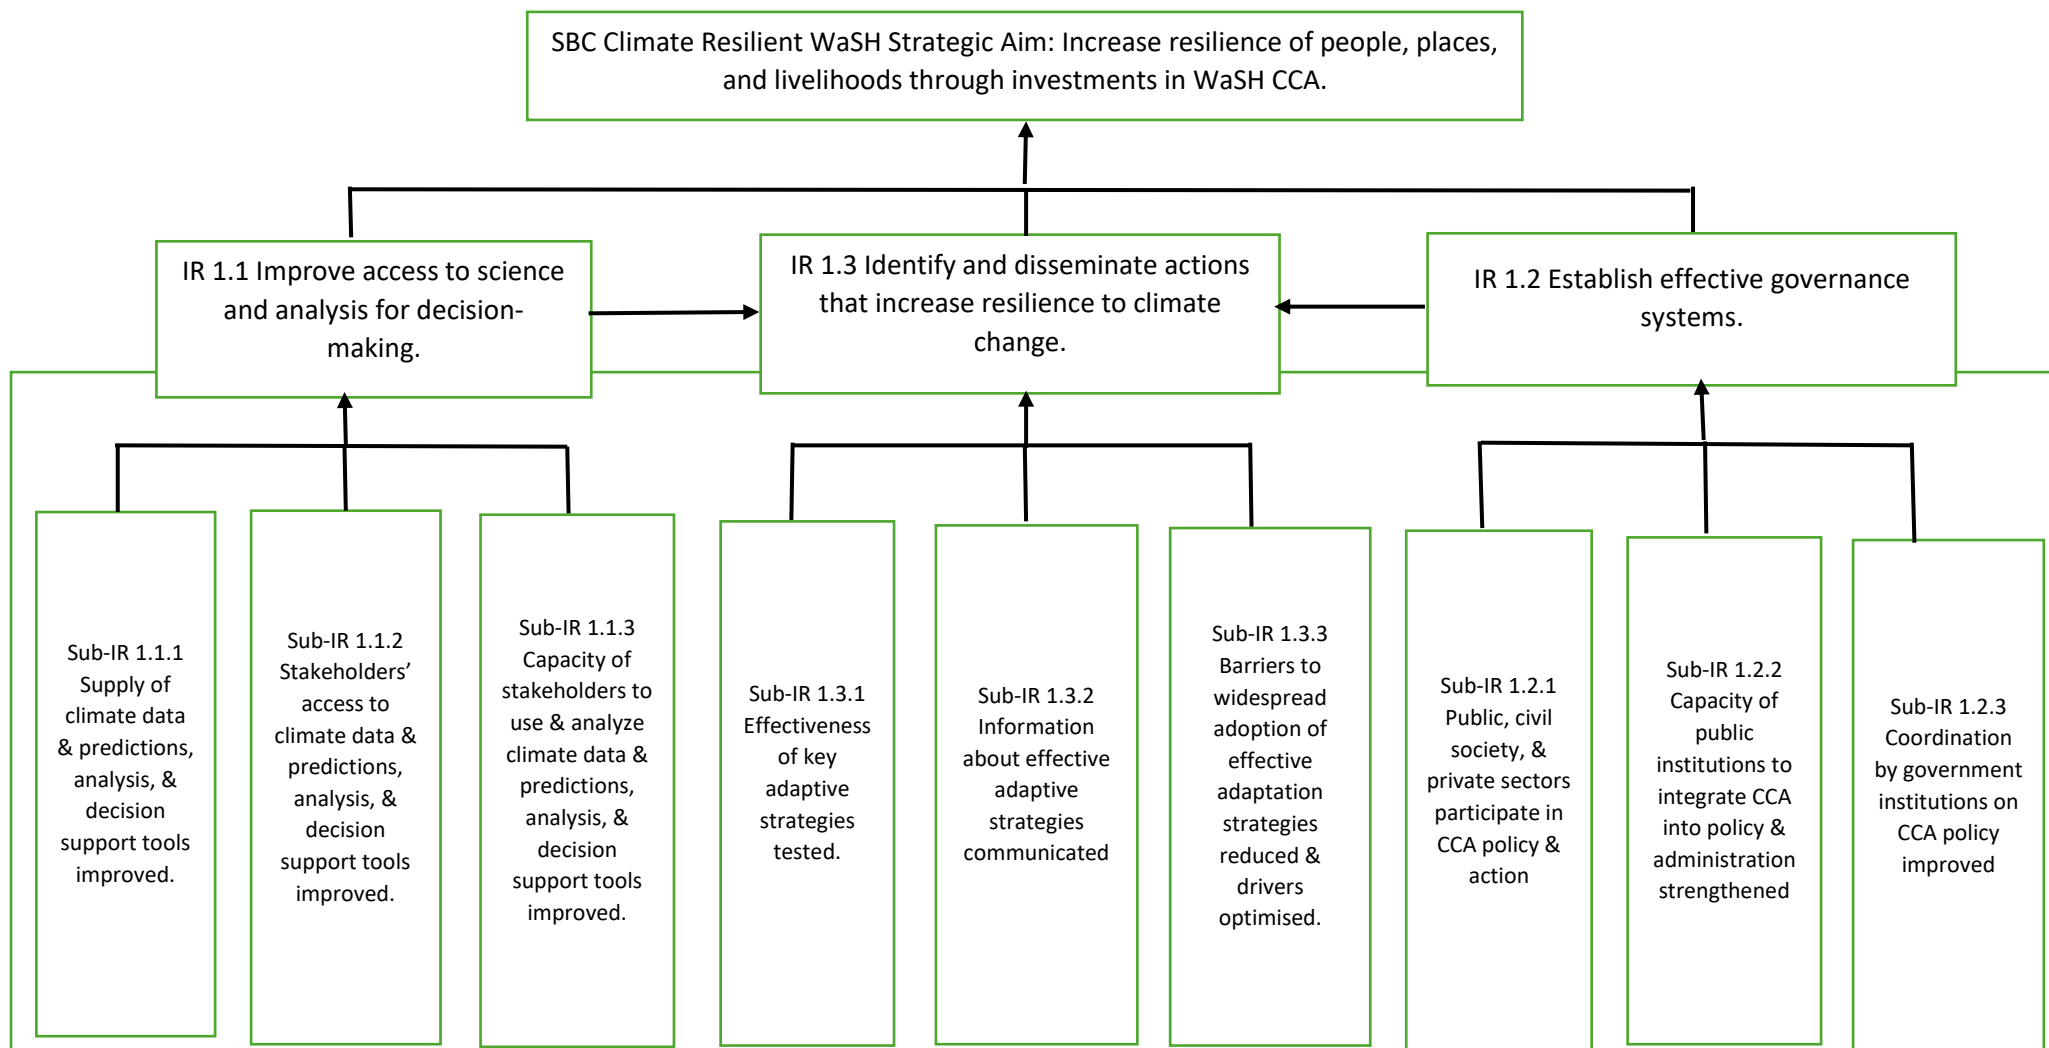 SBC Climate Resilient WaSH Strategic Aim: Increase resilience of people, places,
and livelihoods through investments in WaSH CCA.
IR 1.1 Improve access to science
and analysis for decision-
making.
IR 1.3 Identify and disseminate actions
that increase resilience to climate
change.
IR 1.2 Establish effective governance
systems.
Sub-IR 1.1.1
Supply of
climate data
& predictions,
analysis, &
decision
support tools
improved.
Sub-IR 1.1.2
Stakeholders’
access to
climate data &
predictions,
analysis, &
decision
support tools
improved.
Sub-IR 1.1.3
Capacity of
stakeholders to
use & analyze
climate data &
predictions,
analysis, &
decision
support tools
improved.
Sub-IR 1.3.1
Effectiveness
of key
adaptive
strategies
tested.
Sub-IR 1.3.2
Information
about effective
adaptive
strategies
communicated
Sub-IR 1.3.3
Barriers to
widespread
adoption of
effective
adaptation
strategies
reduced &
drivers
optimised.
Sub-IR 1.2.1
Public, civil
society, &
private sectors
participate in
CCA policy &
action
Sub-IR 1.2.2
Capacity of
public
institutions to
integrate CCA
into policy &
administration
strengthened
Sub-IR 1.2.3
Coordination
by government
institutions on
CCA policy
improved